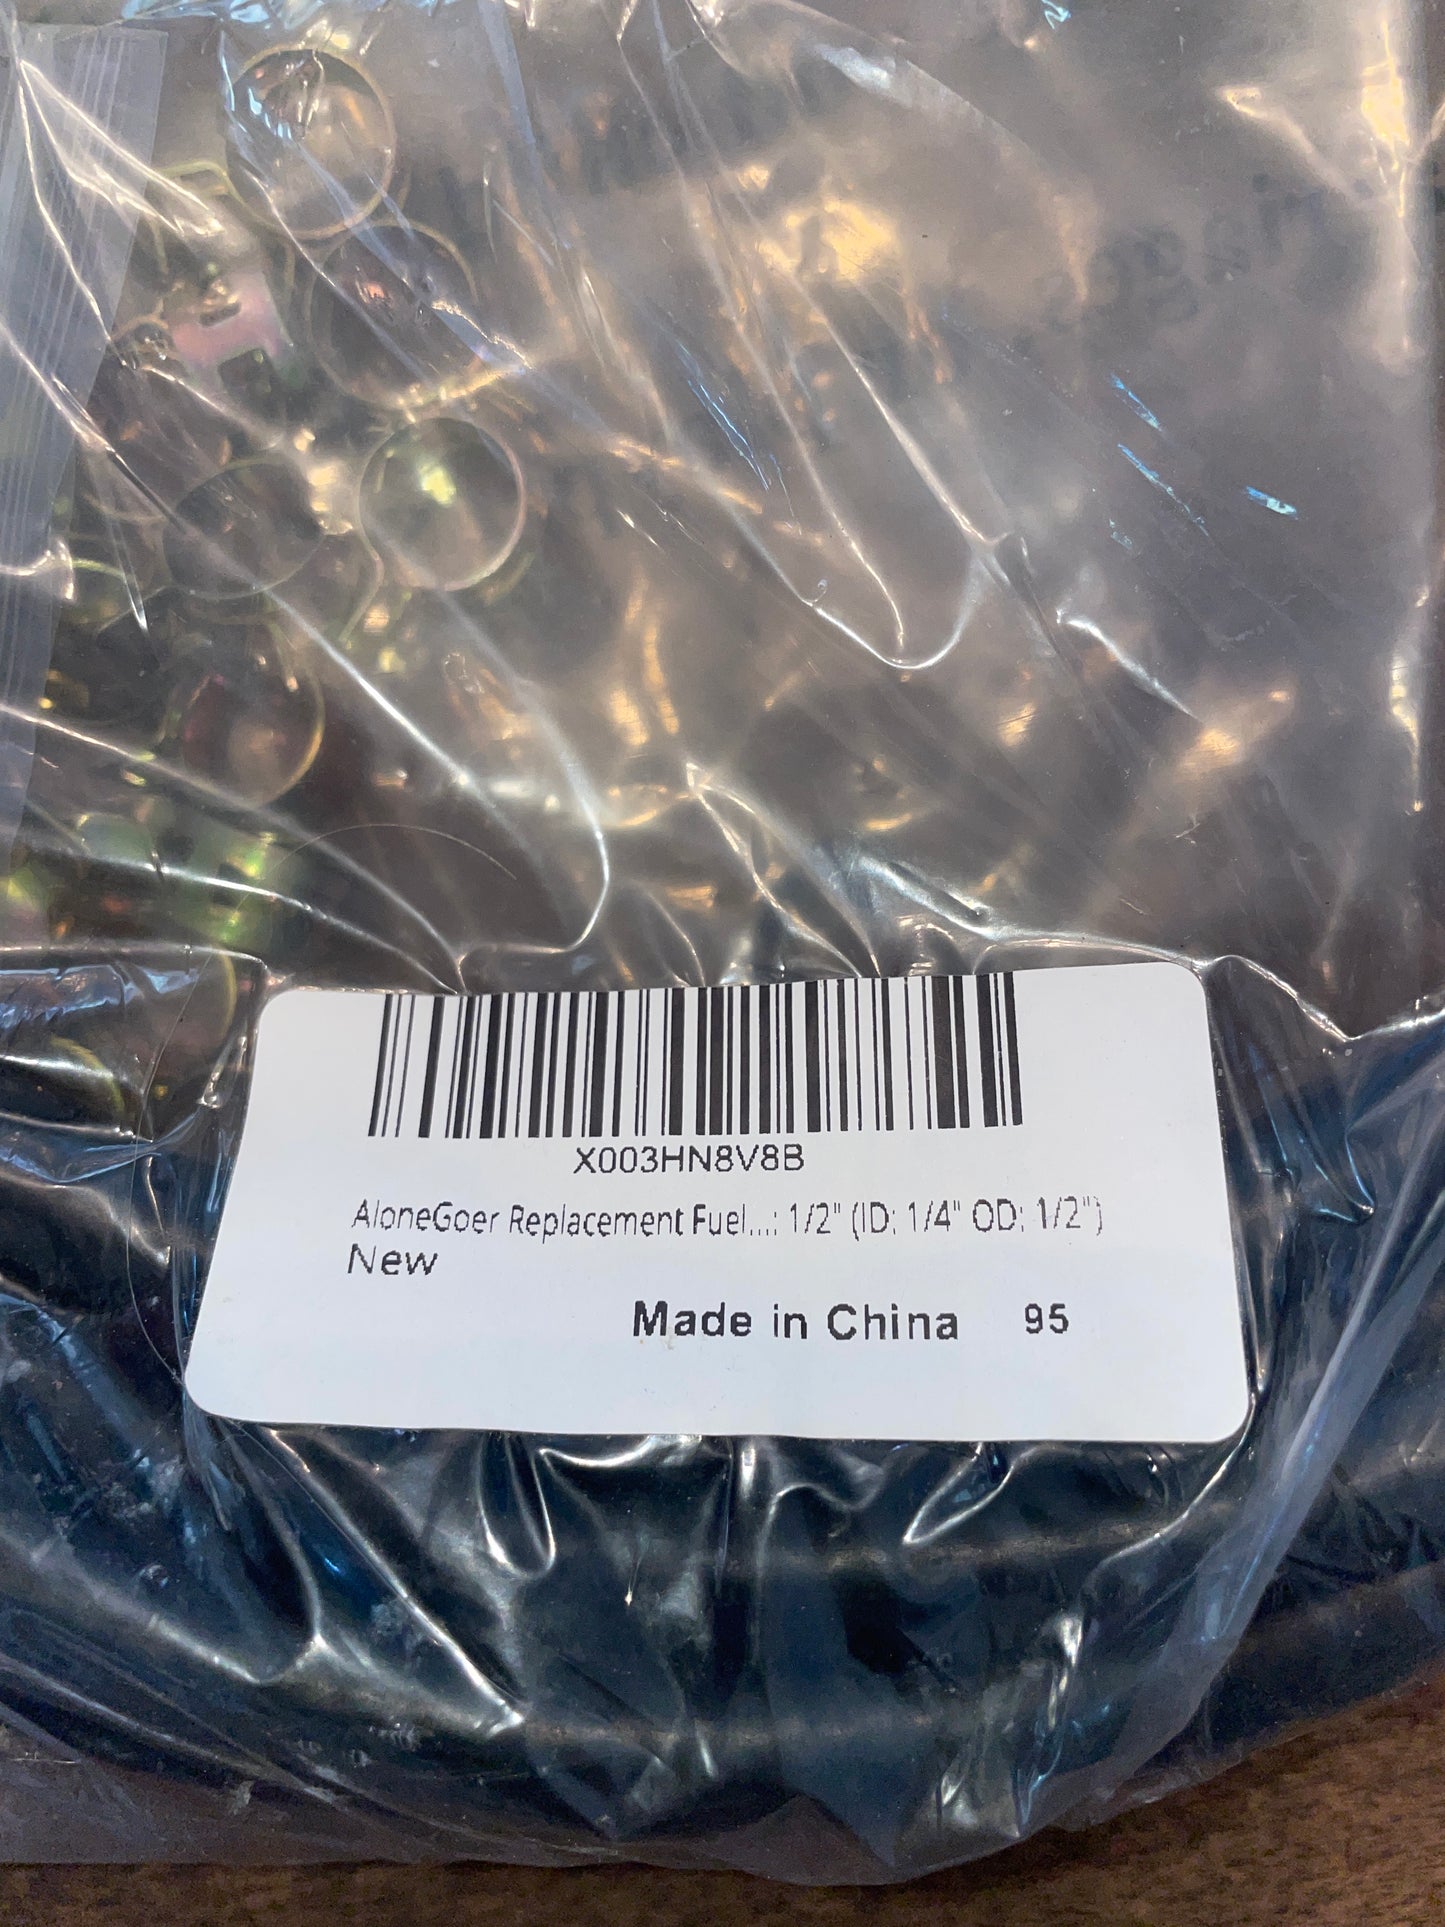 X003HN8V8B
AloneGoer Replacement Fuel...: 1/2" (ID: 1/4" OD: 1/2")
New
Made in China 95